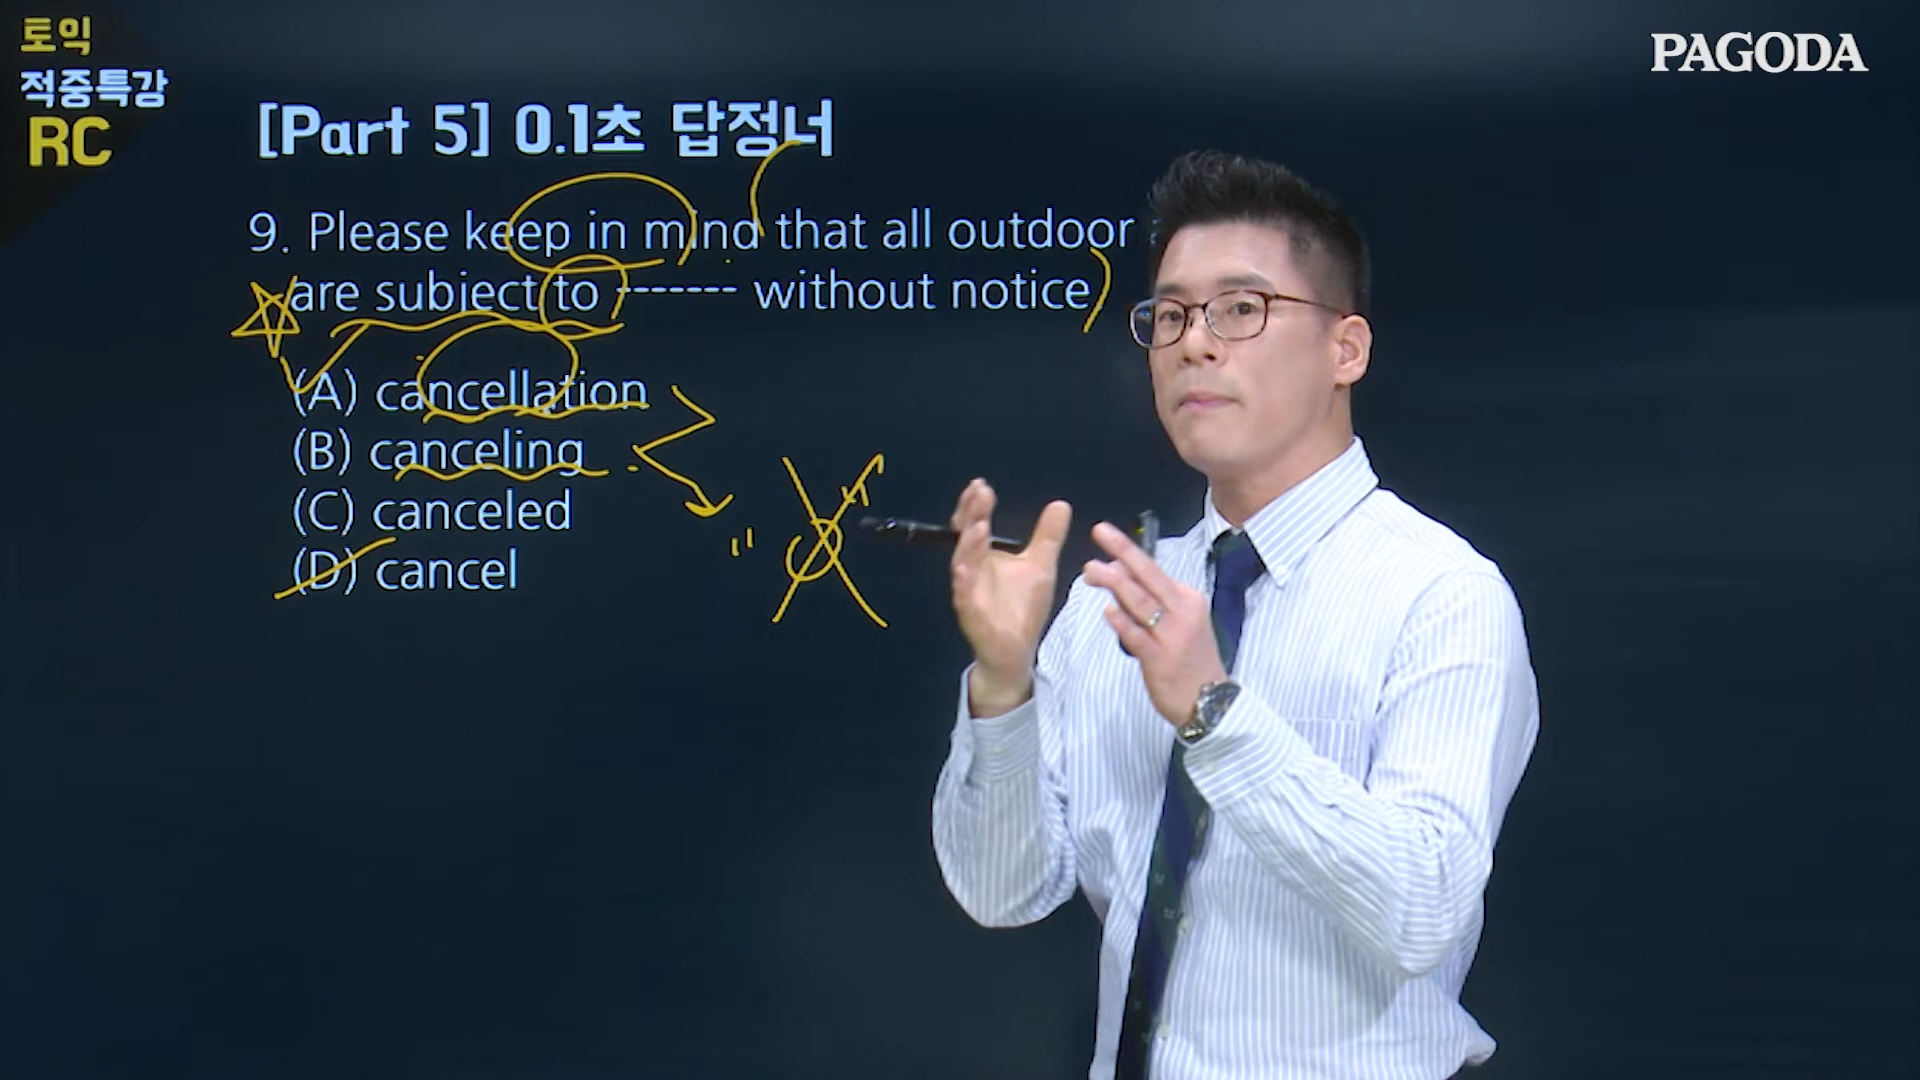 토익
적중특강
RC
PAGODA
[Part 5] 0.1초 답정너
9. Please keep in mind that all outdoor
are subject to ------- without notice.
(A) cancellation
(B) canceling
(C) canceled
(D) cancel